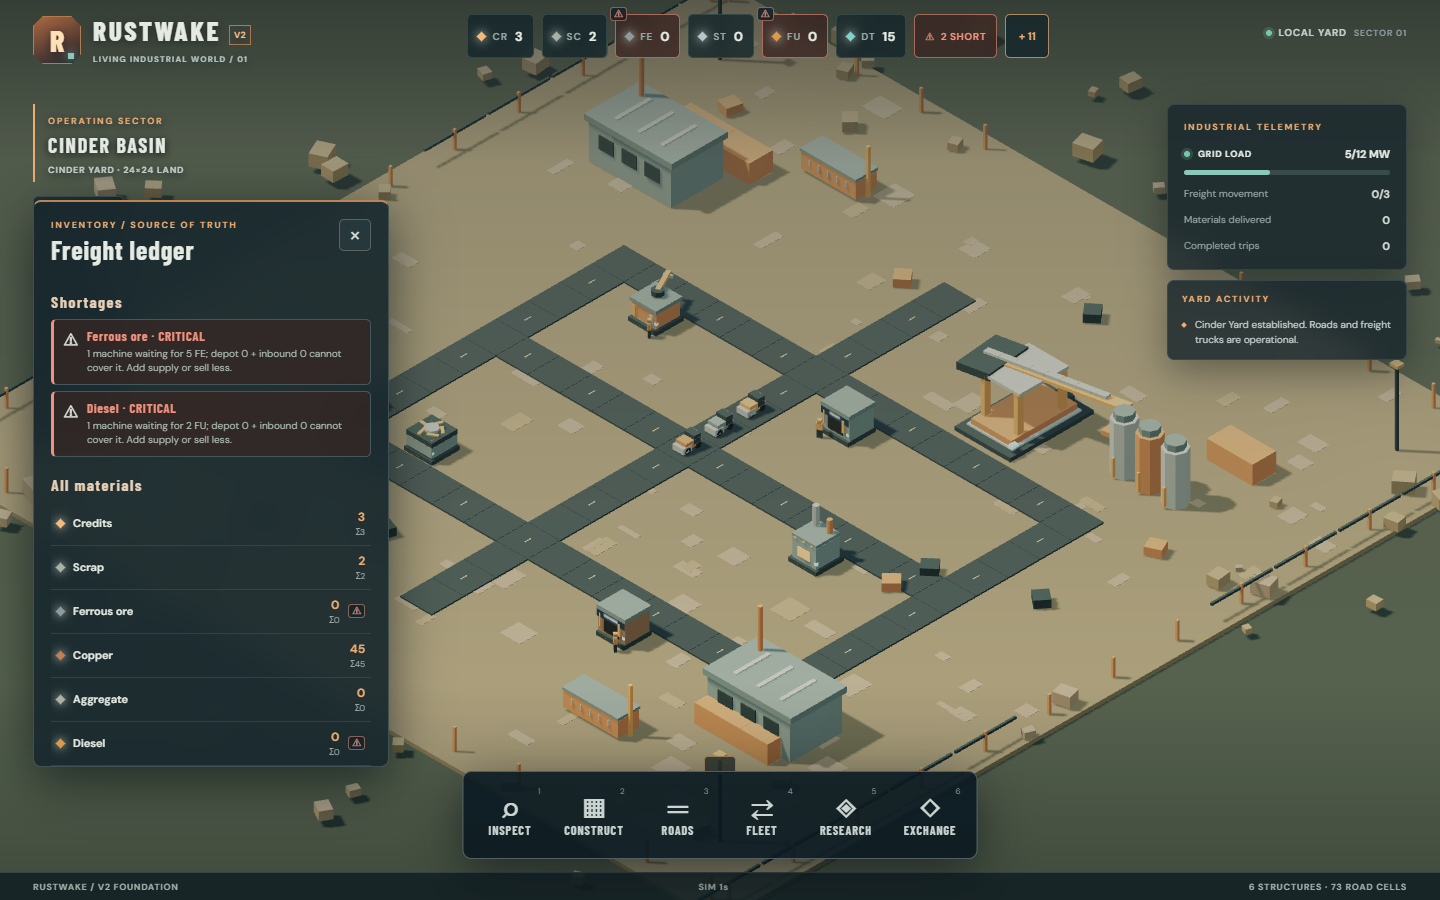 R
RUSTWAKE V2
LIVING INDUSTRIAL WORLD / 01
CR 3
SC 2
FE 0
ST 0
FU 0
DT 15
2 SHORT
+ 11
LOCAL YARD SECTOR 01
OPERATING SECTOR
CINDER BASIN
CINDER YARD · 24×24 LAND
INVENTORY / SOURCE OF TRUTH
Freight ledger
×
Shortages
Ferrous ore · CRITICAL
1 machine waiting for 5 FE; depot 0 + inbound 0 cannot
cover it. Add supply or sell less.
Diesel · CRITICAL
1 machine waiting for 2 FU; depot 0 + inbound 0 cannot
cover it. Add supply or sell less.
All materials
Credits 3
Σ3
Scrap 2
Σ2
Ferrous ore 0
Σ0
Copper 45
Σ45
Aggregate 0
Σ0
Diesel 0
Σ0
INDUSTRIAL TELEMETRY
GRID LOAD 5/12 MW
Freight movement 0/3
Materials delivered 0
Completed trips 0
YARD ACTIVITY
Cinder Yard established. Roads and freight
trucks are operational.
1
INSPECT
2
CONSTRUCT
3
ROADS
4
FLEET
5
RESEARCH
6
EXCHANGE
RUSTWAKE / V2 FOUNDATION
SIM 1s
6 STRUCTURES · 73 ROAD CELLS